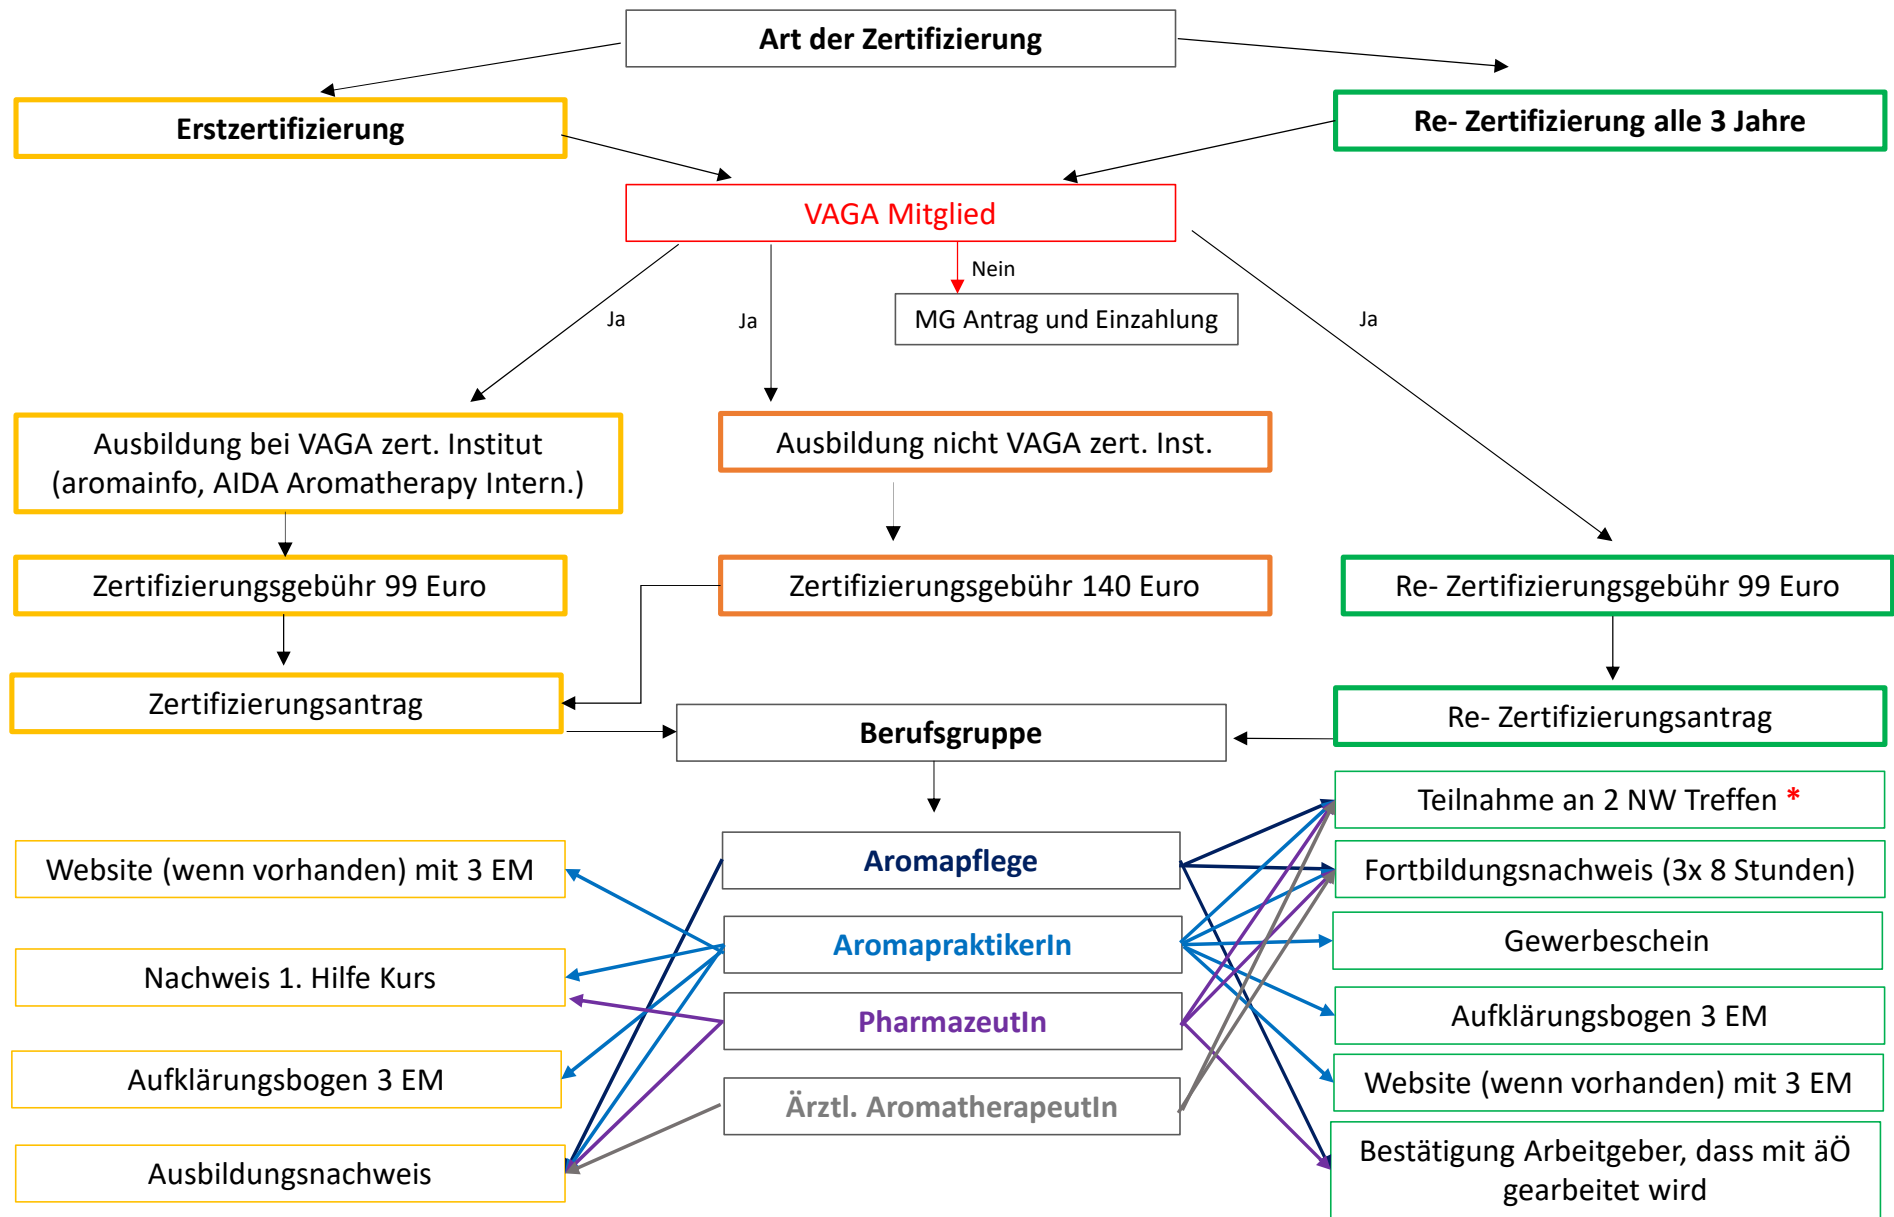 Art der Zertifizierung
Erstzertifizierung
Re- Zertifizierung alle 3 Jahre
VAGA Mitglied
Nein
MG Antrag und Einzahlung
Ja
Ja
Ja
Ausbildung bei VAGA zert. Institut
(aromainfo, AIDA Aromatherapy Intern.)
Ausbildung nicht VAGA zert. Inst.
Zertifizierungsgebühr 99 Euro
Zertifizierungsgebühr 140 Euro
Re- Zertifizierungsgebühr 99 Euro
Zertifizierungsantrag
Re- Zertifizierungsantrag
Berufsgruppe
Website (wenn vorhanden) mit 3 EM
Nachweis 1. Hilfe Kurs
Aufklärungsbogen 3 EM
Ausbildungsnachweis
Aromapflege
AromapraktikerIn
PharmazeutIn
Ärztl. AromatherapeutIn
Teilnahme an 2 NW Treffen *
Fortbildungsnachweis (3x 8 Stunden)
Gewerbeschein
Aufklärungsbogen 3 EM
Website (wenn vorhanden) mit 3 EM
Bestätigung Arbeitgeber, dass mit äÖ
gearbeitet wird